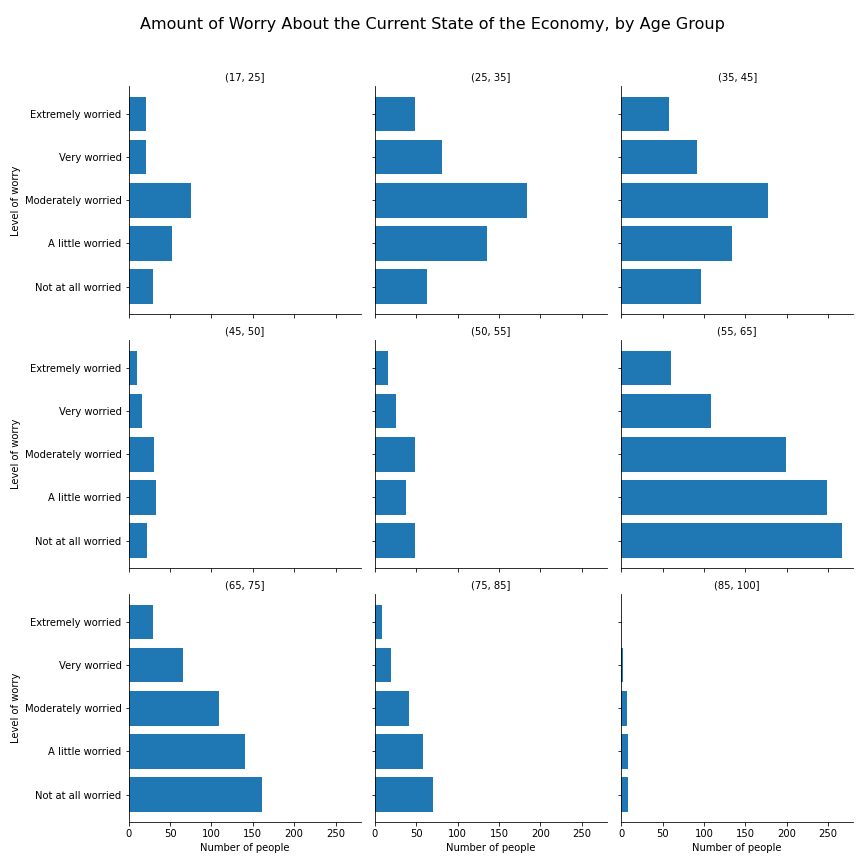 Amount of Worry About the Current State of the Economy, by Age Group
(17, 25]
(25, 35]
(35, 45]
Level of worry
Extremely worried
Very worried
Moderately worried
A little worried
Not at all worried
(45, 50]
(50, 55]
(55, 65]
Level of worry
Extremely worried
Very worried
Moderately worried
A little worried
Not at all worried
(65, 75]
(75, 85]
(85, 100]
Level of worry
Extremely worried
Very worried
Moderately worried
A little worried
Not at all worried
0 50 100 150 200 250
0 50 100 150 200 250
0 50 100 150 200 250
Number of people
Number of people
Number of people